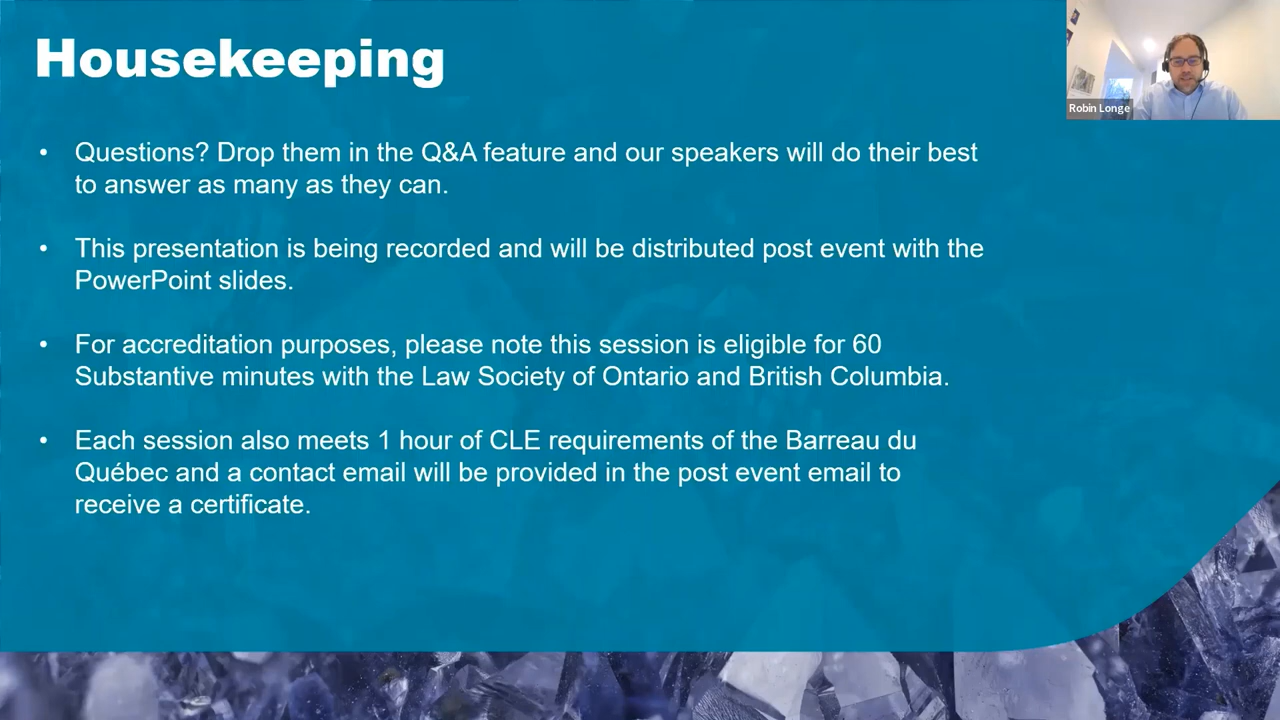 Housekeeping
Robin Longe
• Questions? Drop them in the Q&A feature and our speakers will do their best
to answer as many as they can.
• This presentation is being recorded and will be distributed post event with the
PowerPoint slides.
• For accreditation purposes, please note this session is eligible for 60
Substantive minutes with the Law Society of Ontario and British Columbia.
• Each session also meets 1 hour of CLE requirements of the Barreau du
Québec and a contact email will be provided in the post event email to
receive a certificate.